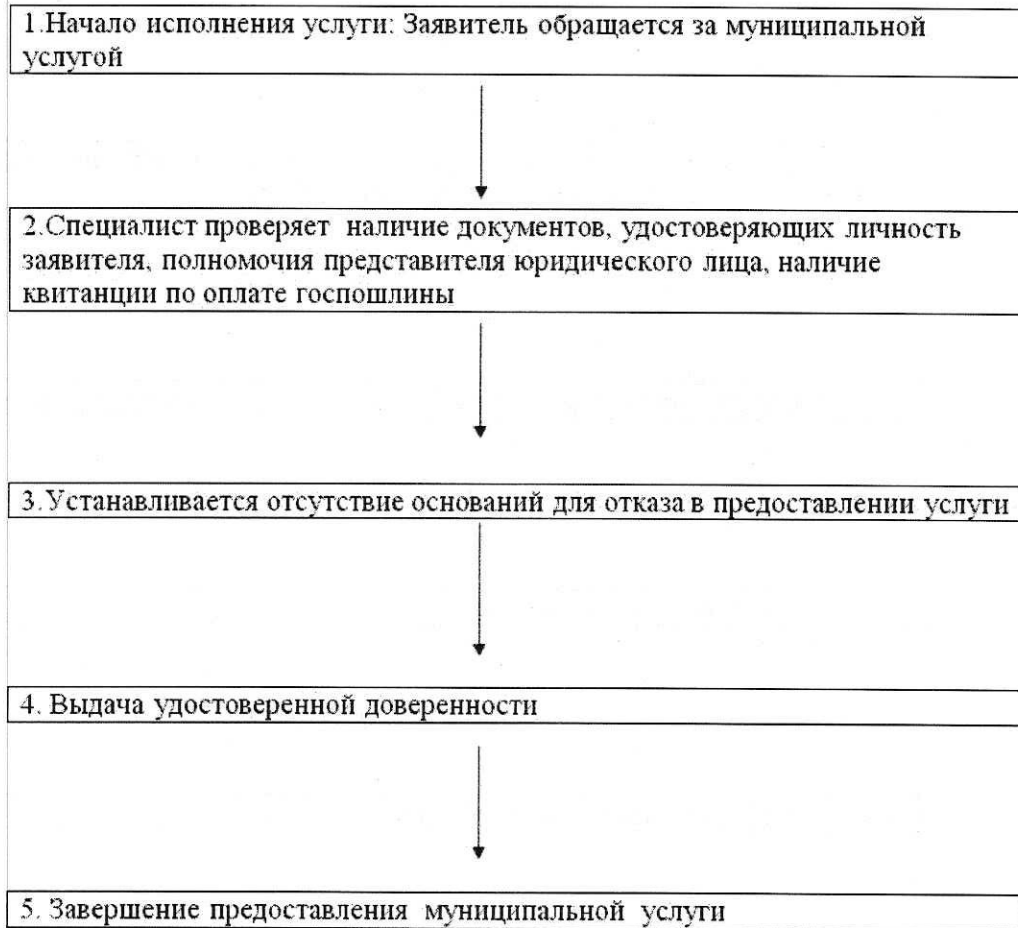 1.Начало исполнения услуги: Заявитель обращается за муниципальной
услугой
2.Специалист проверяет наличие документов, удостоверяющих личность
заявителя, полномочия представителя юридического лица, наличие
квитанции по оплате госпошлины
3.Устанавливается отсутствие оснований для отказа в предоставлении услуги
4. Выдача удостоверенной доверенности
5. Завершение предоставления муниципальной услуги